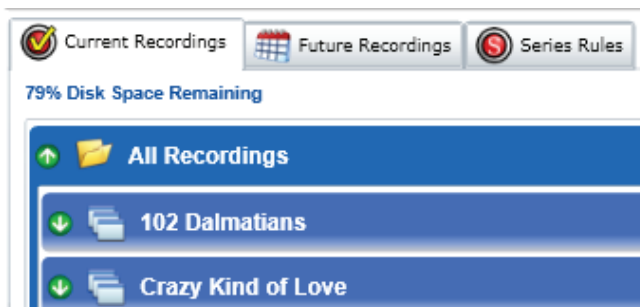 Current Recordings Future Recordings Series Rules
79% Disk Space Remaining
All Recordings
102 Dalmatians
Crazy Kind of Love